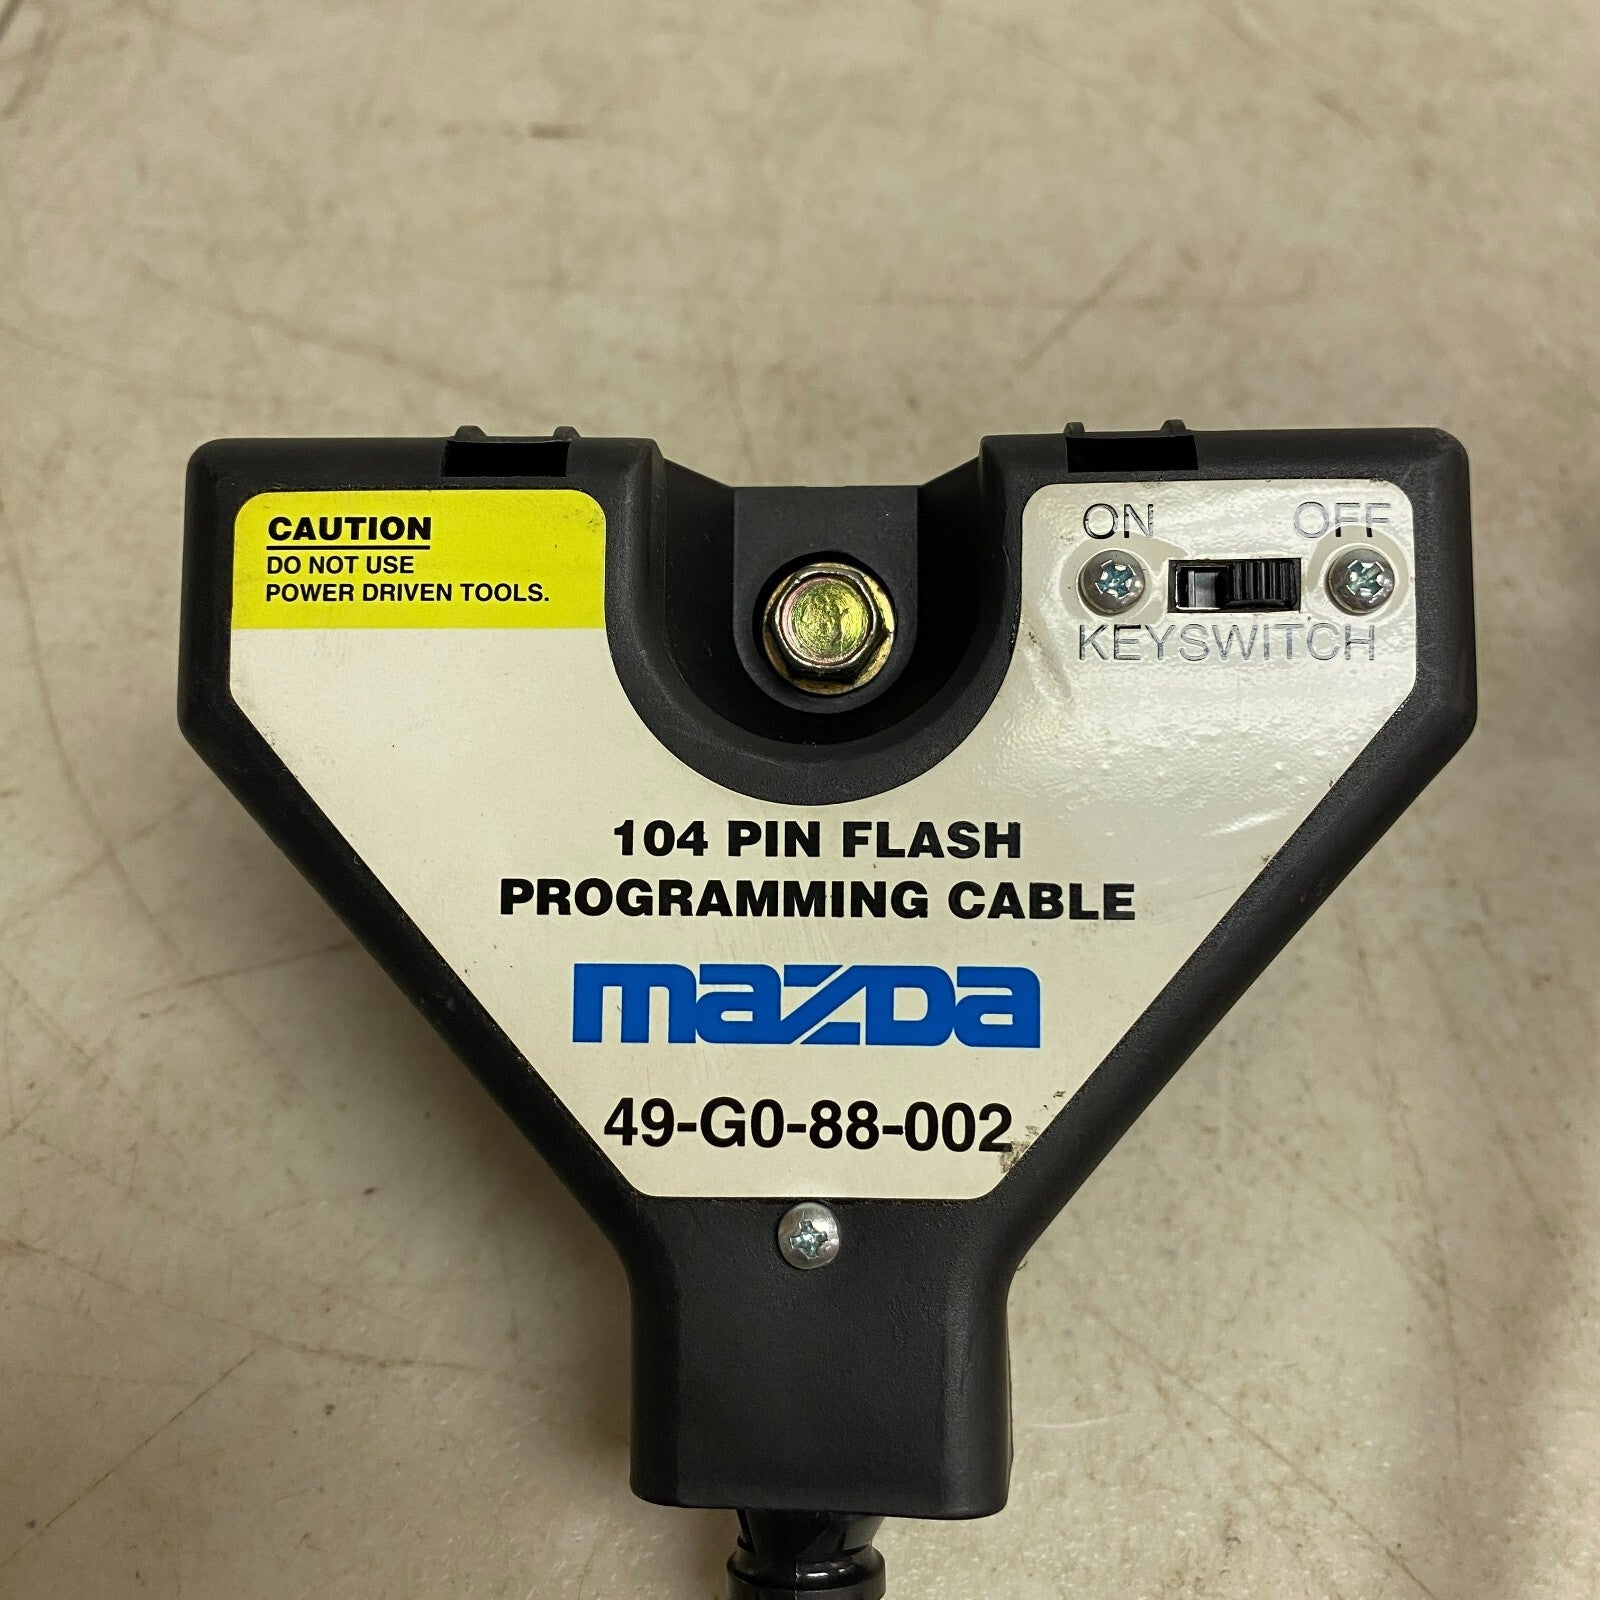 CAUTION
DO NOT USE
POWER DRIVEN TOOLS.
ON OFF
KEYSWITCH
104 PIN FLASH
PROGRAMMING CABLE
mazDa
49-G0-88-002